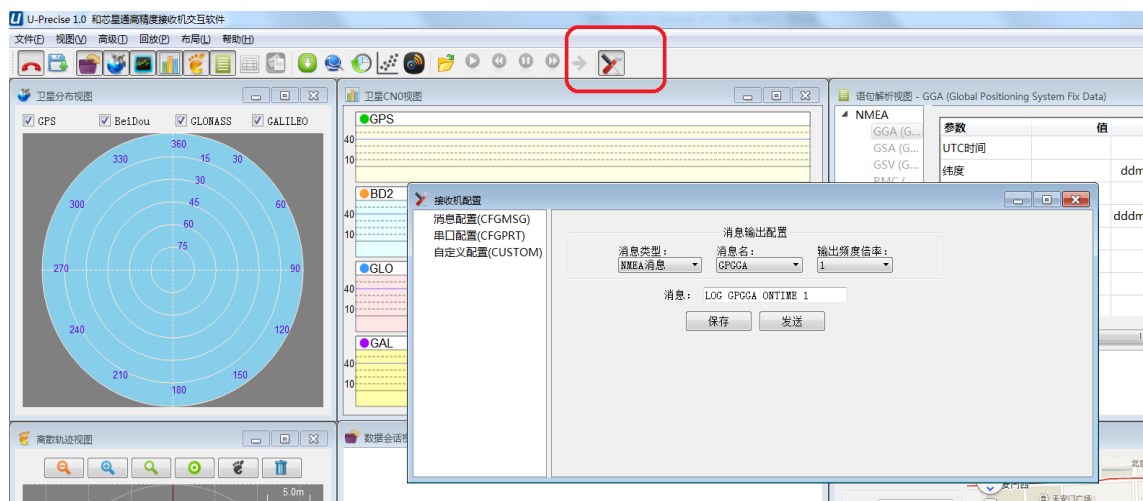 U-Precise 1.0 和芯星通高精度接收机交互软件
文件(F) 视图(V) 高级(T) 回放(P) 布局(L) 帮助(H)
卫星分布视图
GPS BeiDou GLONASS GALILEO
360
330 15 30
30
300 45 60
60
75
270 90
240 120
210 150
180
卫星CN0视图
GPS
40
10
BD2
40
10
GLO
40
10
GAL
40
10
语句解析视图 - GGA (Global Positioning System Fix Data)
NMEA
GGA (G...
GSA (G...
GSV (G...
参数 值
UTC时间
纬度 ddm
dddm
接收机配置
消息配置(CFGMSG)
串口配置(CFGPRT)
自定义配置(CUSTOM)
消息输出配置
消息类型: 消息名: 输出频度倍率:
NMEA消息 GPGGA 1
消息: LOG GPGGA ONTIME 1
保存 发送
离散轨迹视图
5.0m
数据会话视
天安门广场